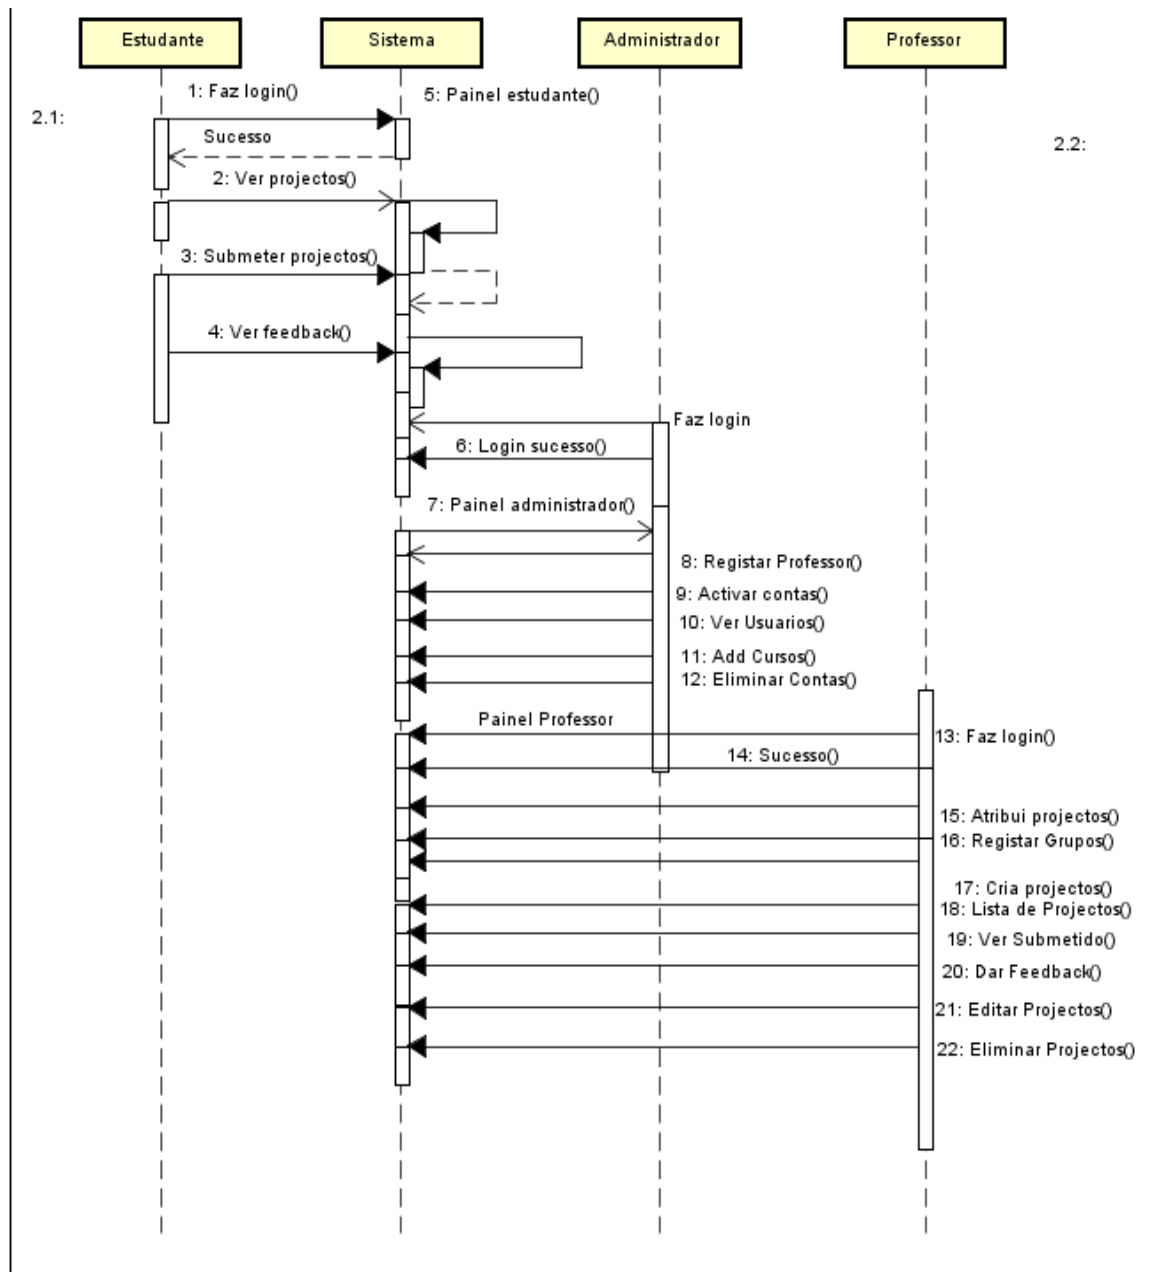 Estudante
Sistema
Administrador
Professor
1: Faz login()
5: Painel estudante()
2.1:
Sucesso
2.2:
2: Ver projectos()
3: Submeter projectos()
4: Ver feedback()
Faz login
6: Login sucesso()
7: Painel administrador()
8: Registar Professor()
9: Activar contas()
10: Ver Usuarios()
11: Add Cursos()
12: Eliminar Contas()
Painel Professor
13: Faz login()
14: Sucesso()
15: Atribui projectos()
16: Registar Grupos()
17: Cria projectos()
18: Lista de Projectos()
19: Ver Submetido()
20: Dar Feedback()
21: Editar Projectos()
22: Eliminar Projectos()